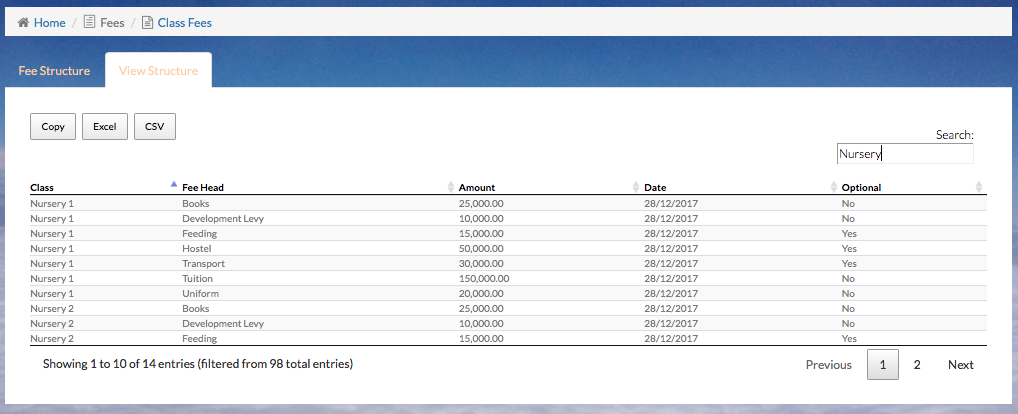 Home / Fees / Class Fees
Fee Structure View Structure
Copy Excel CSV
Search:
Nursery
Class Fee Head Amount Date Optional
Nursery 1 Books 25,000.00 28/12/2017 No
Nursery 1 Development Levy 10,000.00 28/12/2017 No
Nursery 1 Feeding 15,000.00 28/12/2017 Yes
Nursery 1 Hostel 50,000.00 28/12/2017 Yes
Nursery 1 Transport 30,000.00 28/12/2017 Yes
Nursery 1 Tuition 150,000.00 28/12/2017 No
Nursery 1 Uniform 20,000.00 28/12/2017 No
Nursery 2 Books 25,000.00 28/12/2017 No
Nursery 2 Development Levy 10,000.00 28/12/2017 No
Nursery 2 Feeding 15,000.00 28/12/2017 Yes
Showing 1 to 10 of 14 entries (filtered from 98 total entries) Previous 1 2 Next